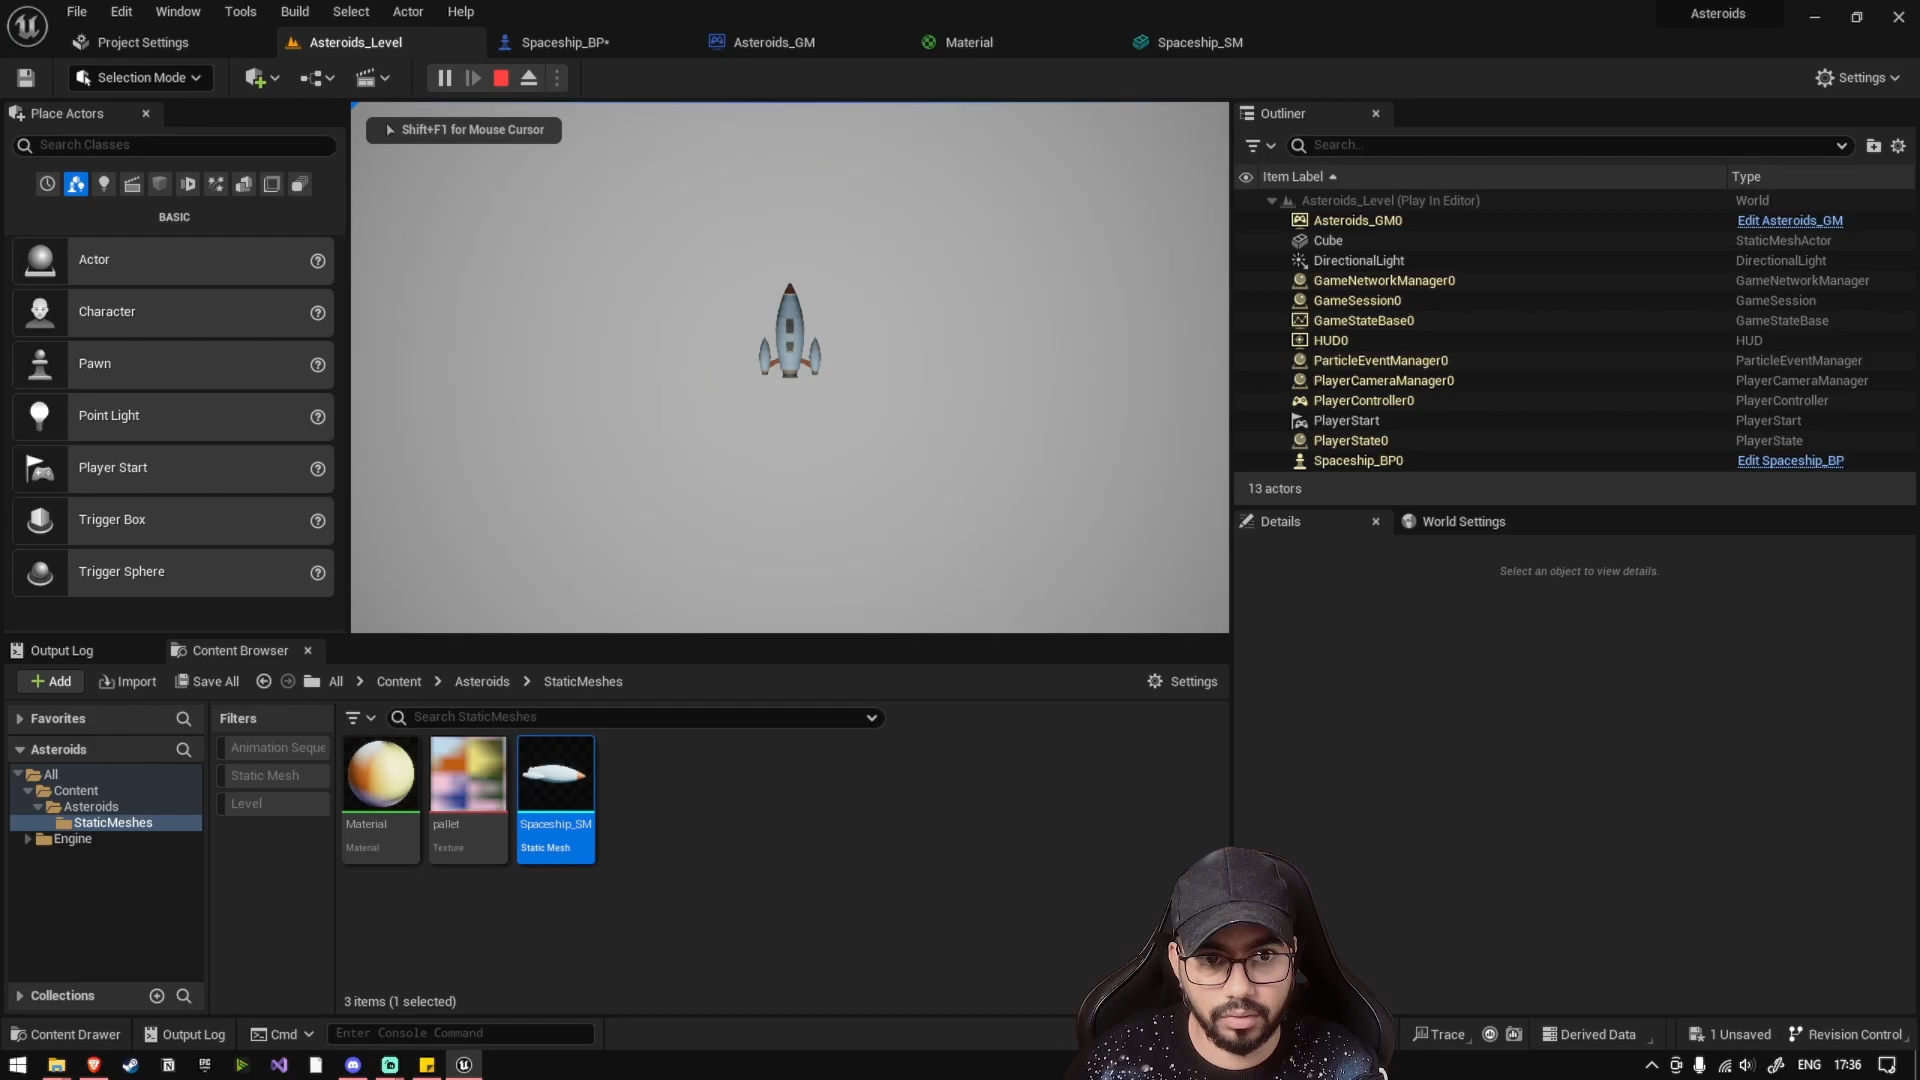 File Edit Window Tools Build Select Actor Help
Asteroids
Project Settings
Asteroids_Level
Spaceship_BP*
Asteroids_GM
Material
Spaceship_SM
Selection Mode
Settings
Place Actors
Search Classes
BASIC
Actor
Character
Pawn
Point Light
Player Start
Trigger Box
Trigger Sphere
Shift+F1 for Mouse Cursor
Outliner
Search...
Item Label Type
Asteroids_Level (Play In Editor) World
Asteroids_GM0 Edit Asteroids_GM
Cube StaticMeshActor
DirectionalLight DirectionalLight
GameNetworkManager0 GameNetworkManager
GameSession0 GameSession
GameStateBase0 GameStateBase
HUD0 HUD
ParticleEventManager0 ParticleEventManager
PlayerCameraManager0 PlayerCameraManager
PlayerController0 PlayerController
PlayerStart PlayerStart
PlayerState0 PlayerState
Spaceship_BP0 Edit Spaceship_BP
13 actors
Details
World Settings
Select an object to view details.
Output Log
Content Browser
Add
Import
Save All
All
Content
Asteroids
StaticMeshes
Settings
Favorites
Asteroids
All
Content
Asteroids
StaticMeshes
Engine
Collections
Filters
Animation Seque
Static Mesh
Level
Search StaticMeshes
Material
Material
pallet
Texture
Spaceship_SM
Static Mesh
3 items (1 selected)
Content Drawer
Output Log
Cmd
Enter Console Command
Trace
Derived Data
1 Unsaved
Revision Control
EPIC
ENG
17:36